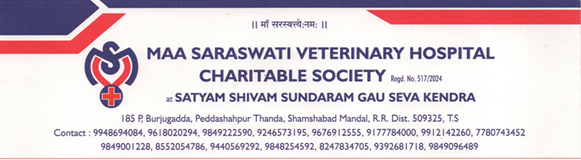 ॥ माँ सरस्वत्यै:नम: ॥
MAA SARASWATI VETERINARY HOSPITAL
CHARITABLE SOCIETY Regd. No. 517/2024
at SATYAM SHIVAM SUNDARAM GAU SEVA KENDRA
185 P, Burjugadda, Peddashahpur Thanda, Shamshabad Mandal, R.R. Dist. 509325, T.S
Contact : 9948694084, 9618020294, 9849222590, 9246573195, 9676912555, 9177784000, 9912142260, 7780743452
9849001228, 8552054786, 9440569292, 9848254592, 8247834705, 9392681718, 9849096489